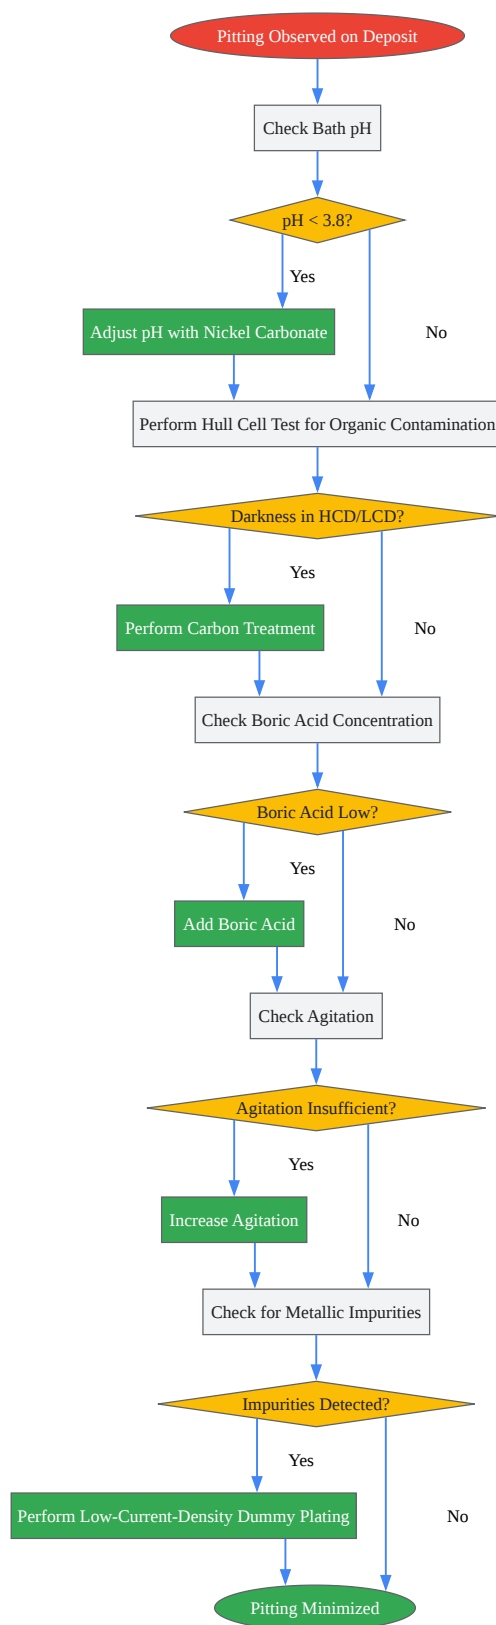 Pitting Observed on Deposit
Check Bath pH
pH < 3.8?
Yes
Adjust pH with Nickel Carbonate
No
Perform Hull Cell Test for Organic Contamination
Darkness in HCD/LCD?
Yes
Perform Carbon Treatment
No
Check Boric Acid Concentration
Boric Acid Low?
Yes
Add Boric Acid
No
Check Agitation
Agitation Insufficient?
Yes
Increase Agitation
No
Check for Metallic Impurities
Impurities Detected?
Yes
Perform Low-Current-Density Dummy Plating
No
Pitting Minimized